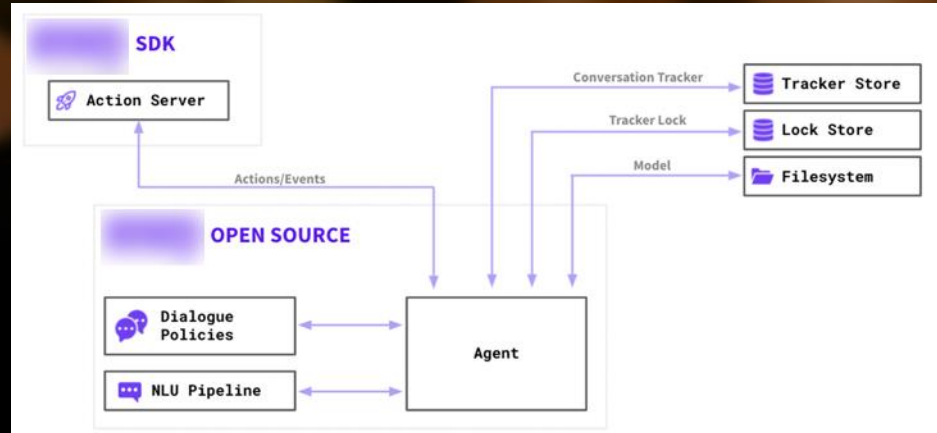 SDK
Action Server
Conversation Tracker
Tracker Store
Tracker Lock
Lock Store
Model
Filesystem
Actions/Events
OPEN SOURCE
Dialogue
Policies
Agent
NLU Pipeline